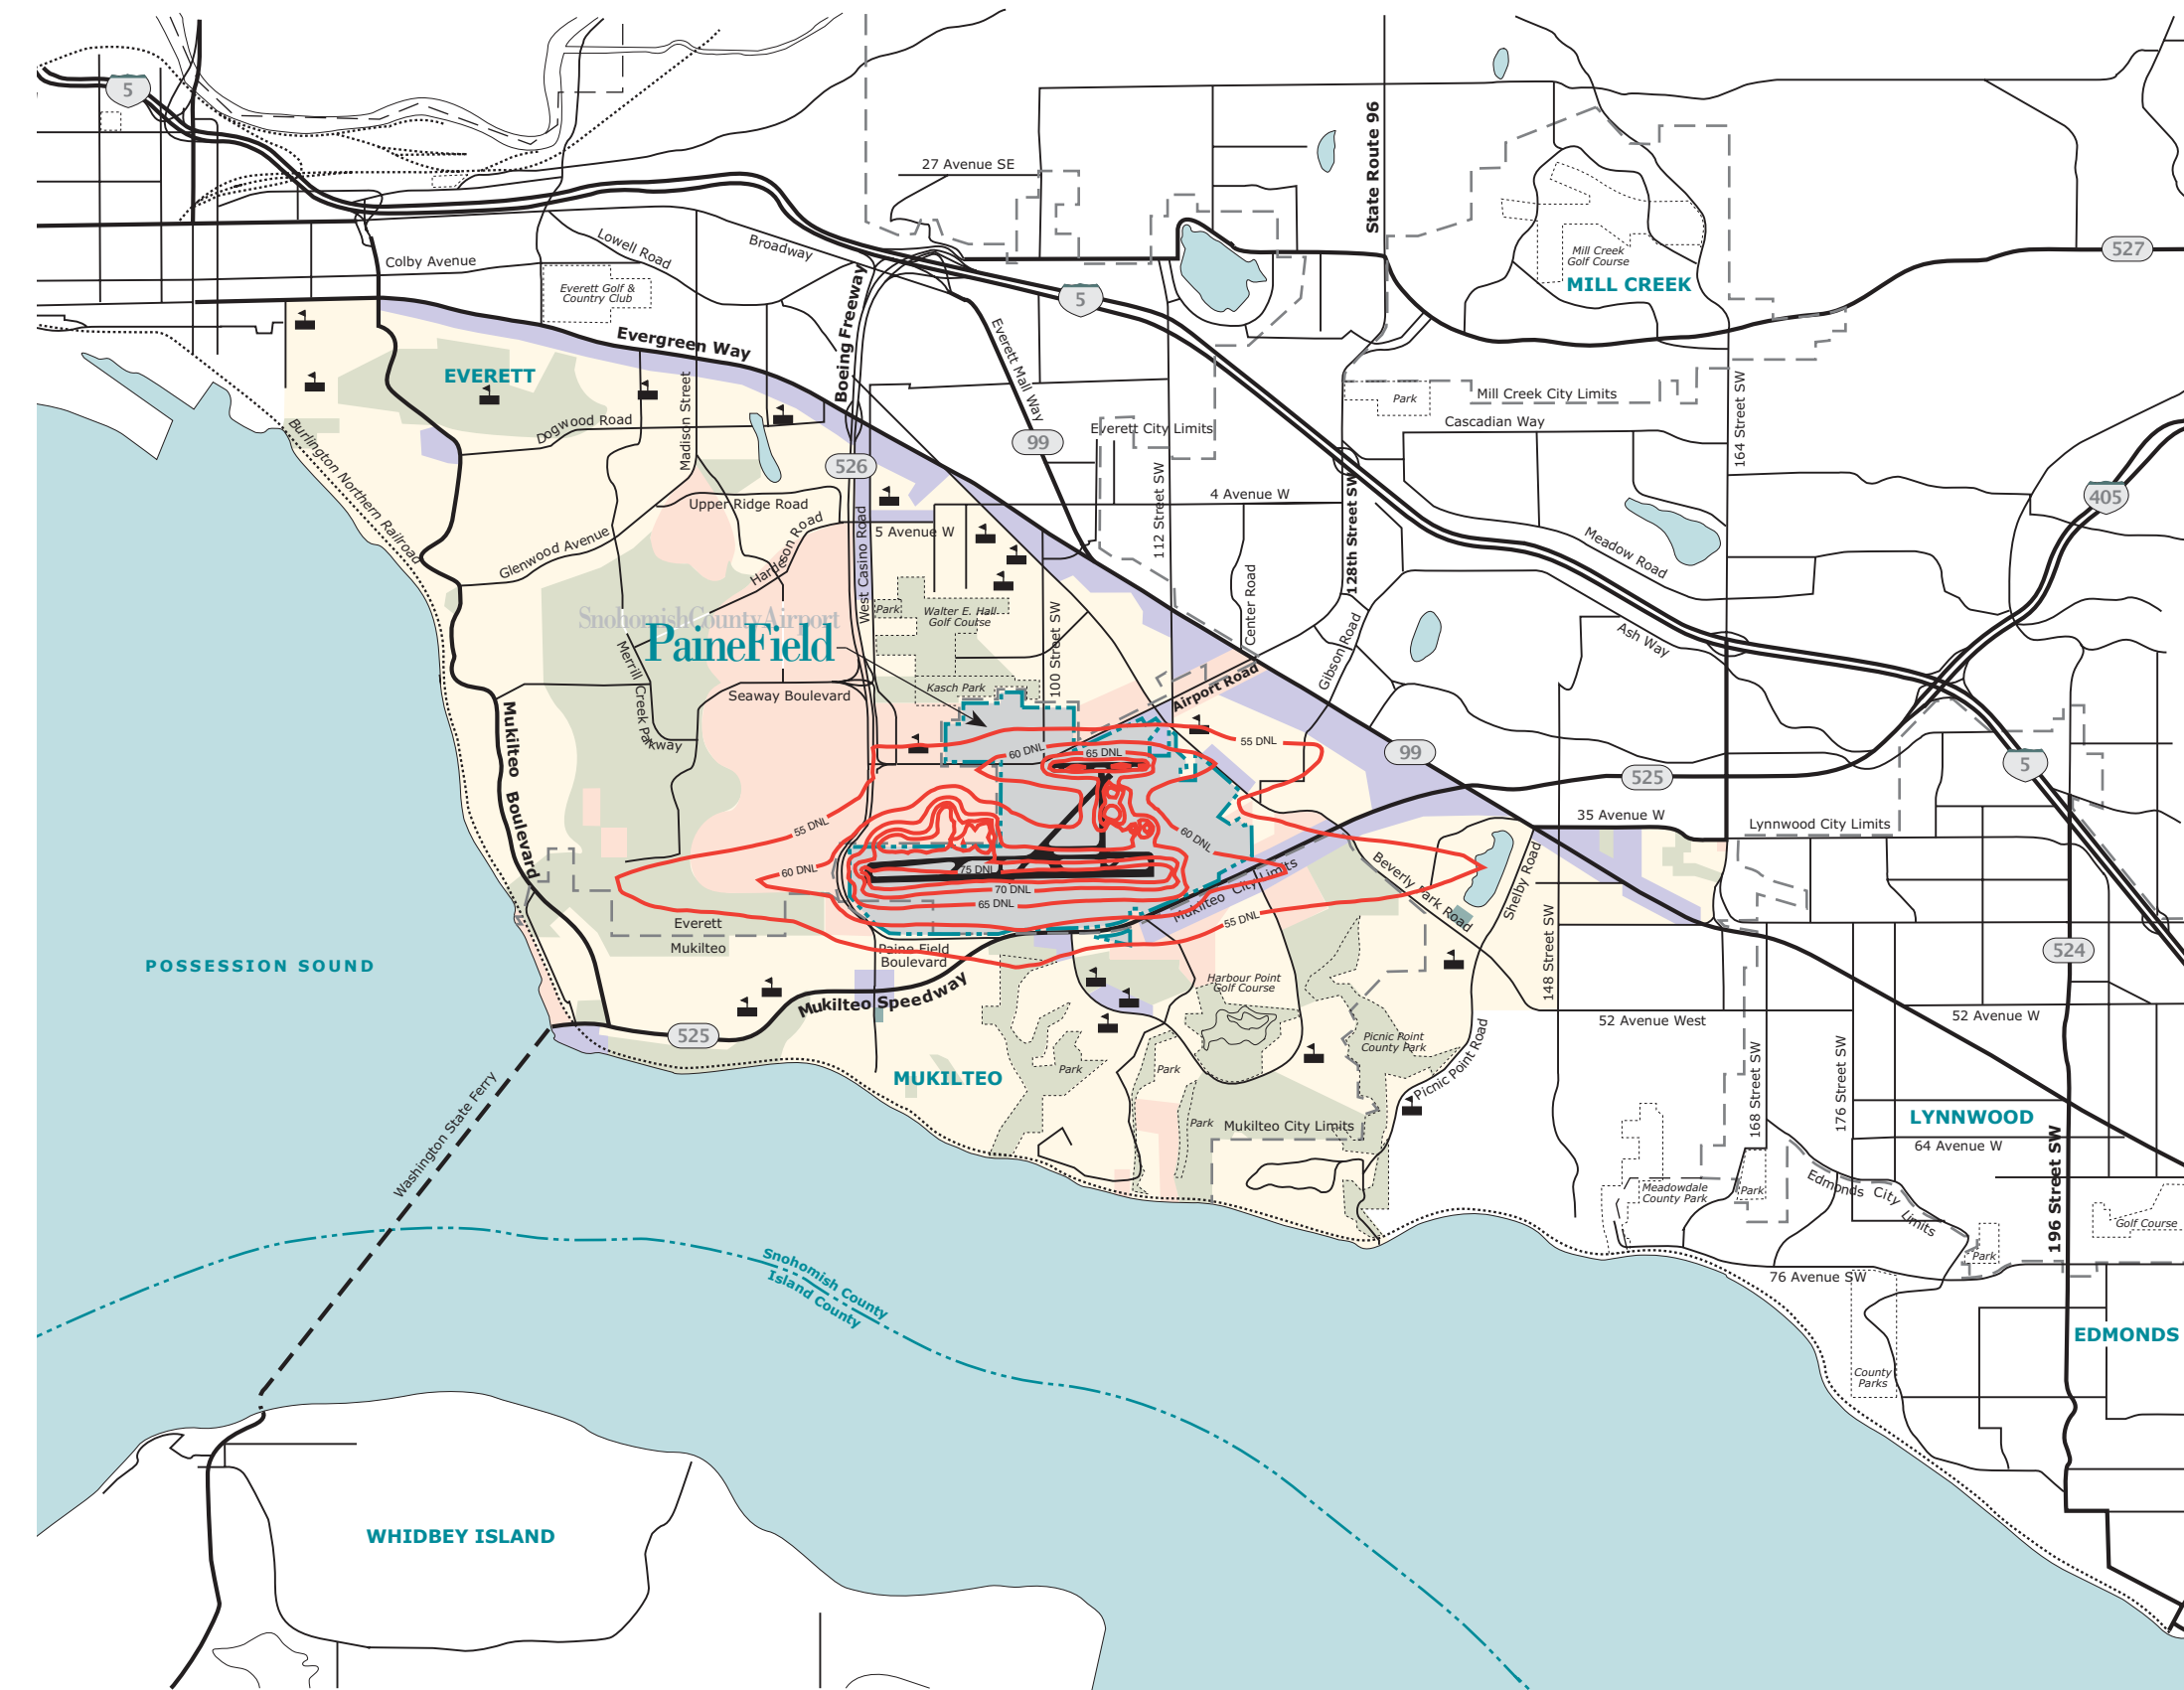 5
27 Avenue SE
State Route 96
Mill Creek
Golf Course
MILL CREEK
527
Lowell Road
Broadway
Colby Avenue
Everett Golf &
Country Club
Boeing Freway
5
Evergreen Way
Everett Mall Way
EVERETT
Madison Street
Park
Mill Creek City Limits
164 Street SW
Dogwood Road
Everett City Limits
Cascadian Way
99
Burlington Northern Railroad
526
112 Street SW
4 Avenue W
128th Street SW
405
Upper Ridge Road
5 Avenue W
Hardeson Road
Glenwood Avenue
West Casino Road
Meadow Road
Center Road
Park
Walter E. Hall
Golf Course
SnohomishCountyAirport
PaineField
100 Street SW
Gibson Road
Ash Way
Merrill Creek Parkway
Seaway Boulevard
Kasch Park
Airport Road
Mukilteo Boulevard
60 DNL
65 DNL
55 DNL
99
525
5
55 DNL
60 DNL
35 Avenue W
Lynnwood City Limits
60 DNL
75 DNL
70 DNL
65 DNL
Mukilteo City Limits
55 DNL
Beverly Park Road
Shelby Road
148 Street SW
Everett
Mukilteo
Paine Field
Boulevard
524
POSSESSION SOUND
Mukilteo Speedway
Harbour Point
Golf Course
525
52 Avenue West
52 Avenue W
Picnic Point
County Park
Picnic Point Road
168 Street SW
176 Street SW
MUKILTEO
Park
Park
Park
Mukilteo City Limits
LYNNWOOD
64 Avenue W
196 Street SW
Washington State Ferry
Meadowdale
County Park
Park
Edmonds City Limits
Golf Course
Park
Snohomish County
Island County
76 Avenue SW
EDMONDS
County
Parks
WHIDBEY ISLAND